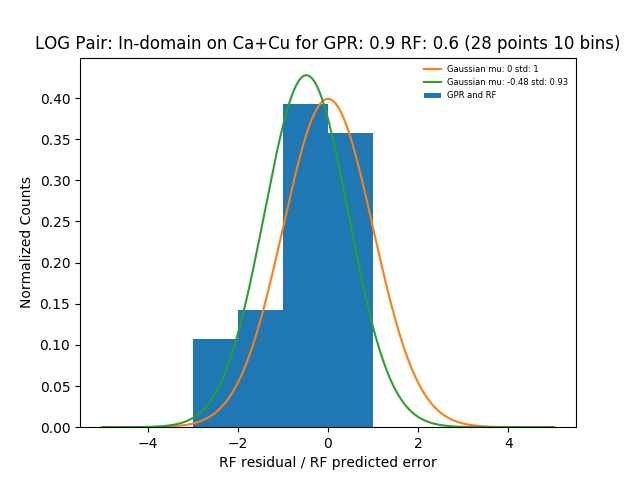 LOG Pair: In-domain on Ca+Cu for GPR: 0.9 RF: 0.6 (28 points 10 bins)
Gaussian mu: 0 std: 1
Gaussian mu: -0.48 std: 0.93
GPR and RF
Normalized Counts
0.40
0.35
0.30
0.25
0.20
0.15
0.10
0.05
0.00
−4 −2 0 2 4
RF residual / RF predicted error